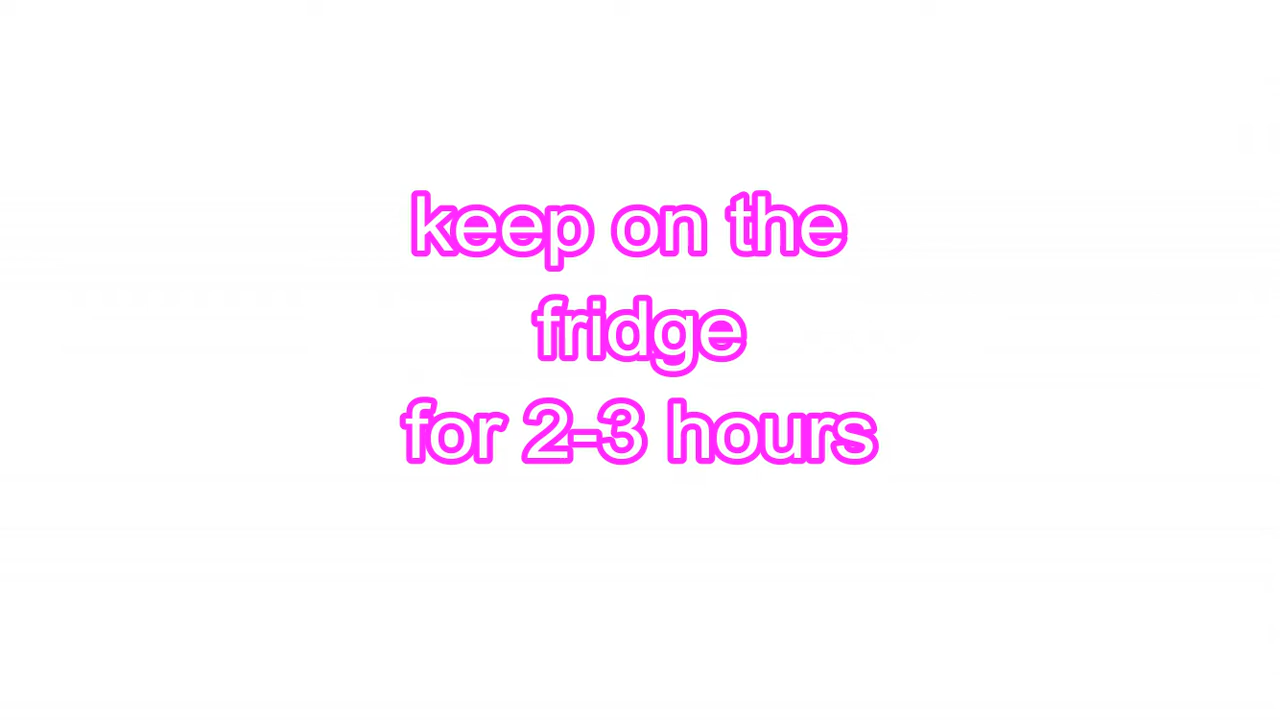 keep on the
fridge
for 2-3 hours